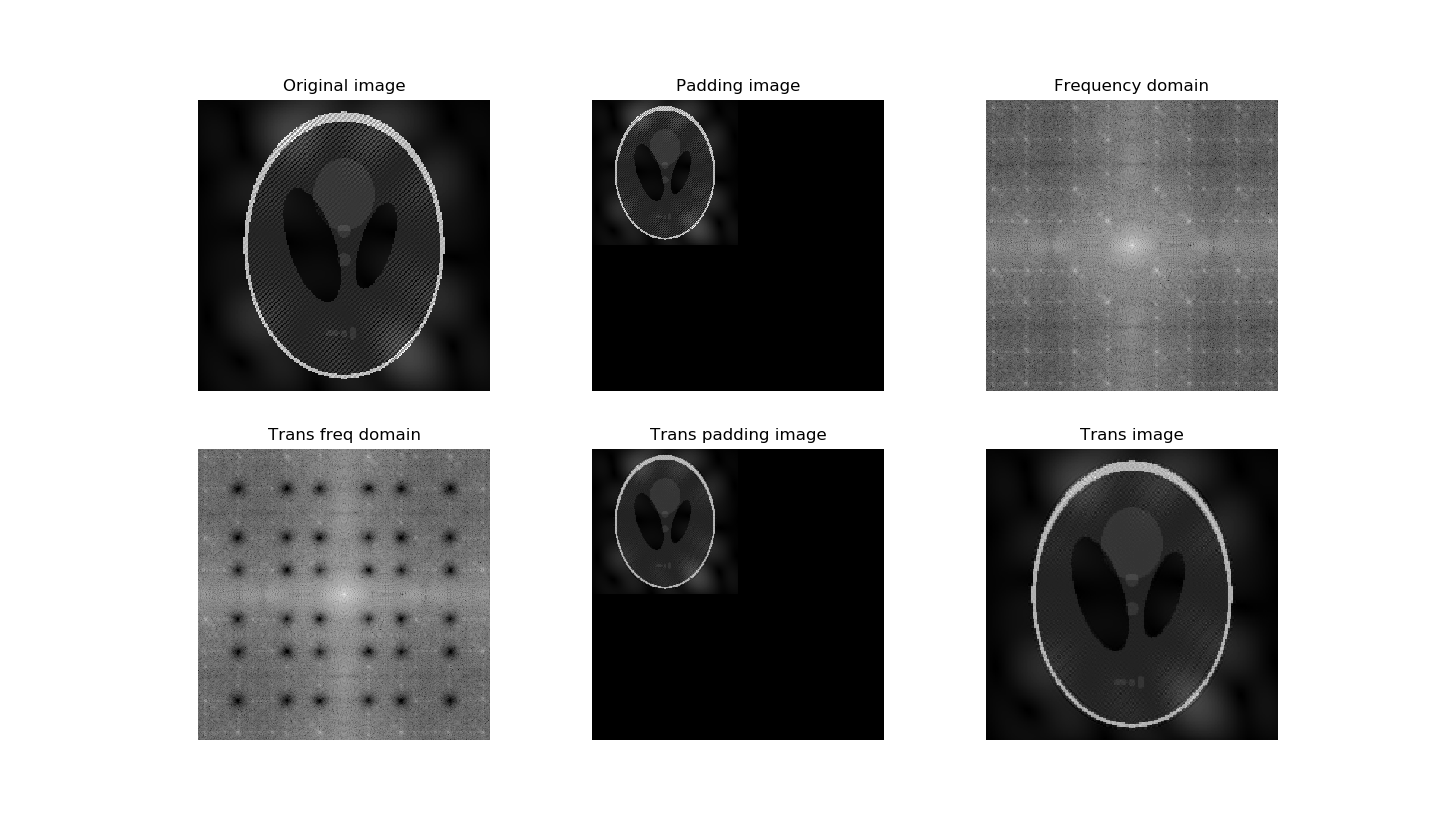 Original image
Padding image
Frequency domain
Trans freq domain
Trans padding image
Trans image